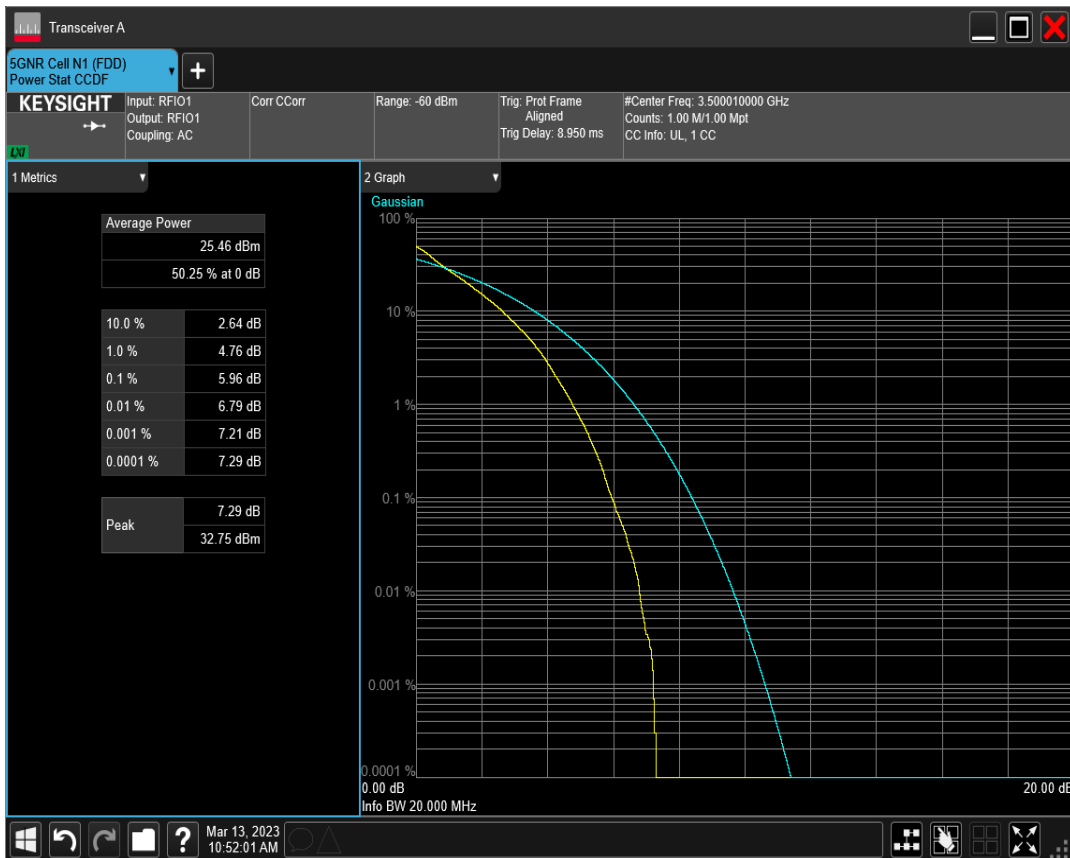 Transceiver A
5GNR Cell N1 (FDD)
Power Stat CCDF
KEYSIGHT
LXI
Input: RFIO1
Output: RFIO1
Coupling: AC
Corr CCorr
Range: -60 dBm
Trig: Prot Frame
Aligned
Trig Delay: 8.950 ms
#Center Freq: 3.500010000 GHz
Counts: 1.00 M/1.00 Mpt
CC Info: UL, 1 CC
1 Metrics
Average Power
25.46 dBm
50.25 % at 0 dB
10.0 % 2.64 dB
1.0 % 4.76 dB
0.1 % 5.96 dB
0.01 % 6.79 dB
0.001 % 7.21 dB
0.0001 % 7.29 dB
Peak
7.29 dB
32.75 dBm
2 Graph
Gaussian
100 %
10 %
1 %
0.1 %
0.01 %
0.001 %
0.0001 %
0.00 dB 20.00 dB
Info BW 20.000 MHz
?
Mar 13, 2023
10:52:01 AM